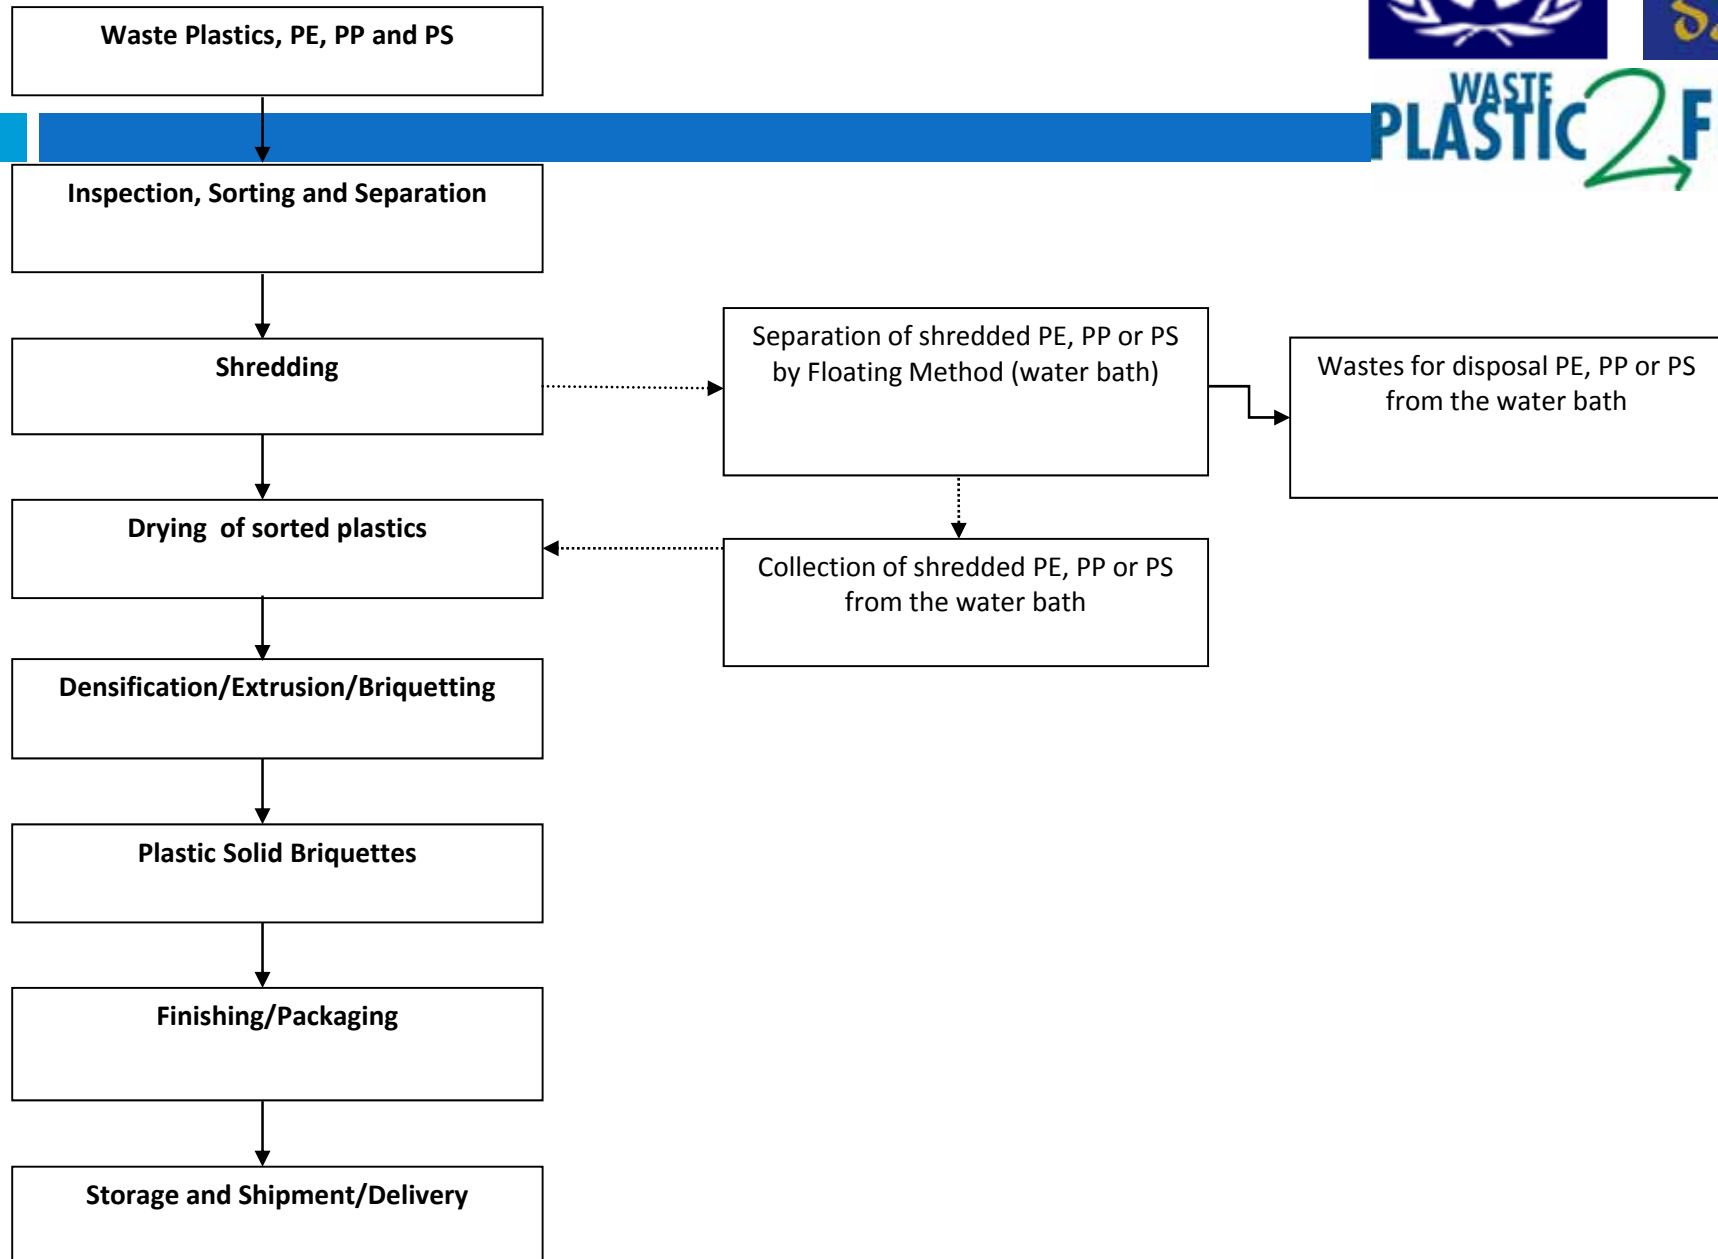 Waste Plastics, PE, PP and PS
WASTE
PLASTIC 2 F
Inspection, Sorting and Separation
Shredding
Separation of shredded PE, PP or PS
by Floating Method (water bath)
Wastes for disposal PE, PP or PS
from the water bath
Drying of sorted plastics
Collection of shredded PE, PP or PS
from the water bath
Densification/Extrusion/Briquetting
Plastic Solid Briquettes
Finishing/Packaging
Storage and Shipment/Delivery